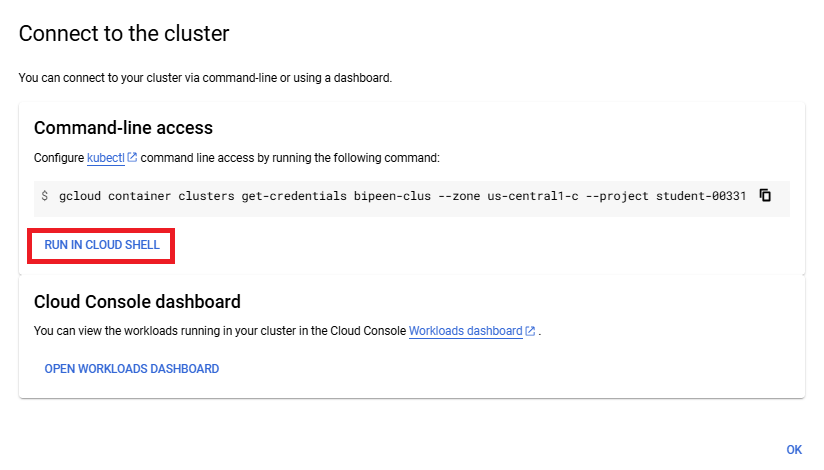 Connect to the cluster
You can connect to your cluster via command-line or using a dashboard.
Command-line access
Configure kubectl command line access by running the following command:
$ gcloud container clusters get-credentials bipeen-clus --zone us-central1-c --project student-00331
RUN IN CLOUD SHELL
Cloud Console dashboard
You can view the workloads running in your cluster in the Cloud Console Workloads dashboard .
OPEN WORKLOADS DASHBOARD
OK